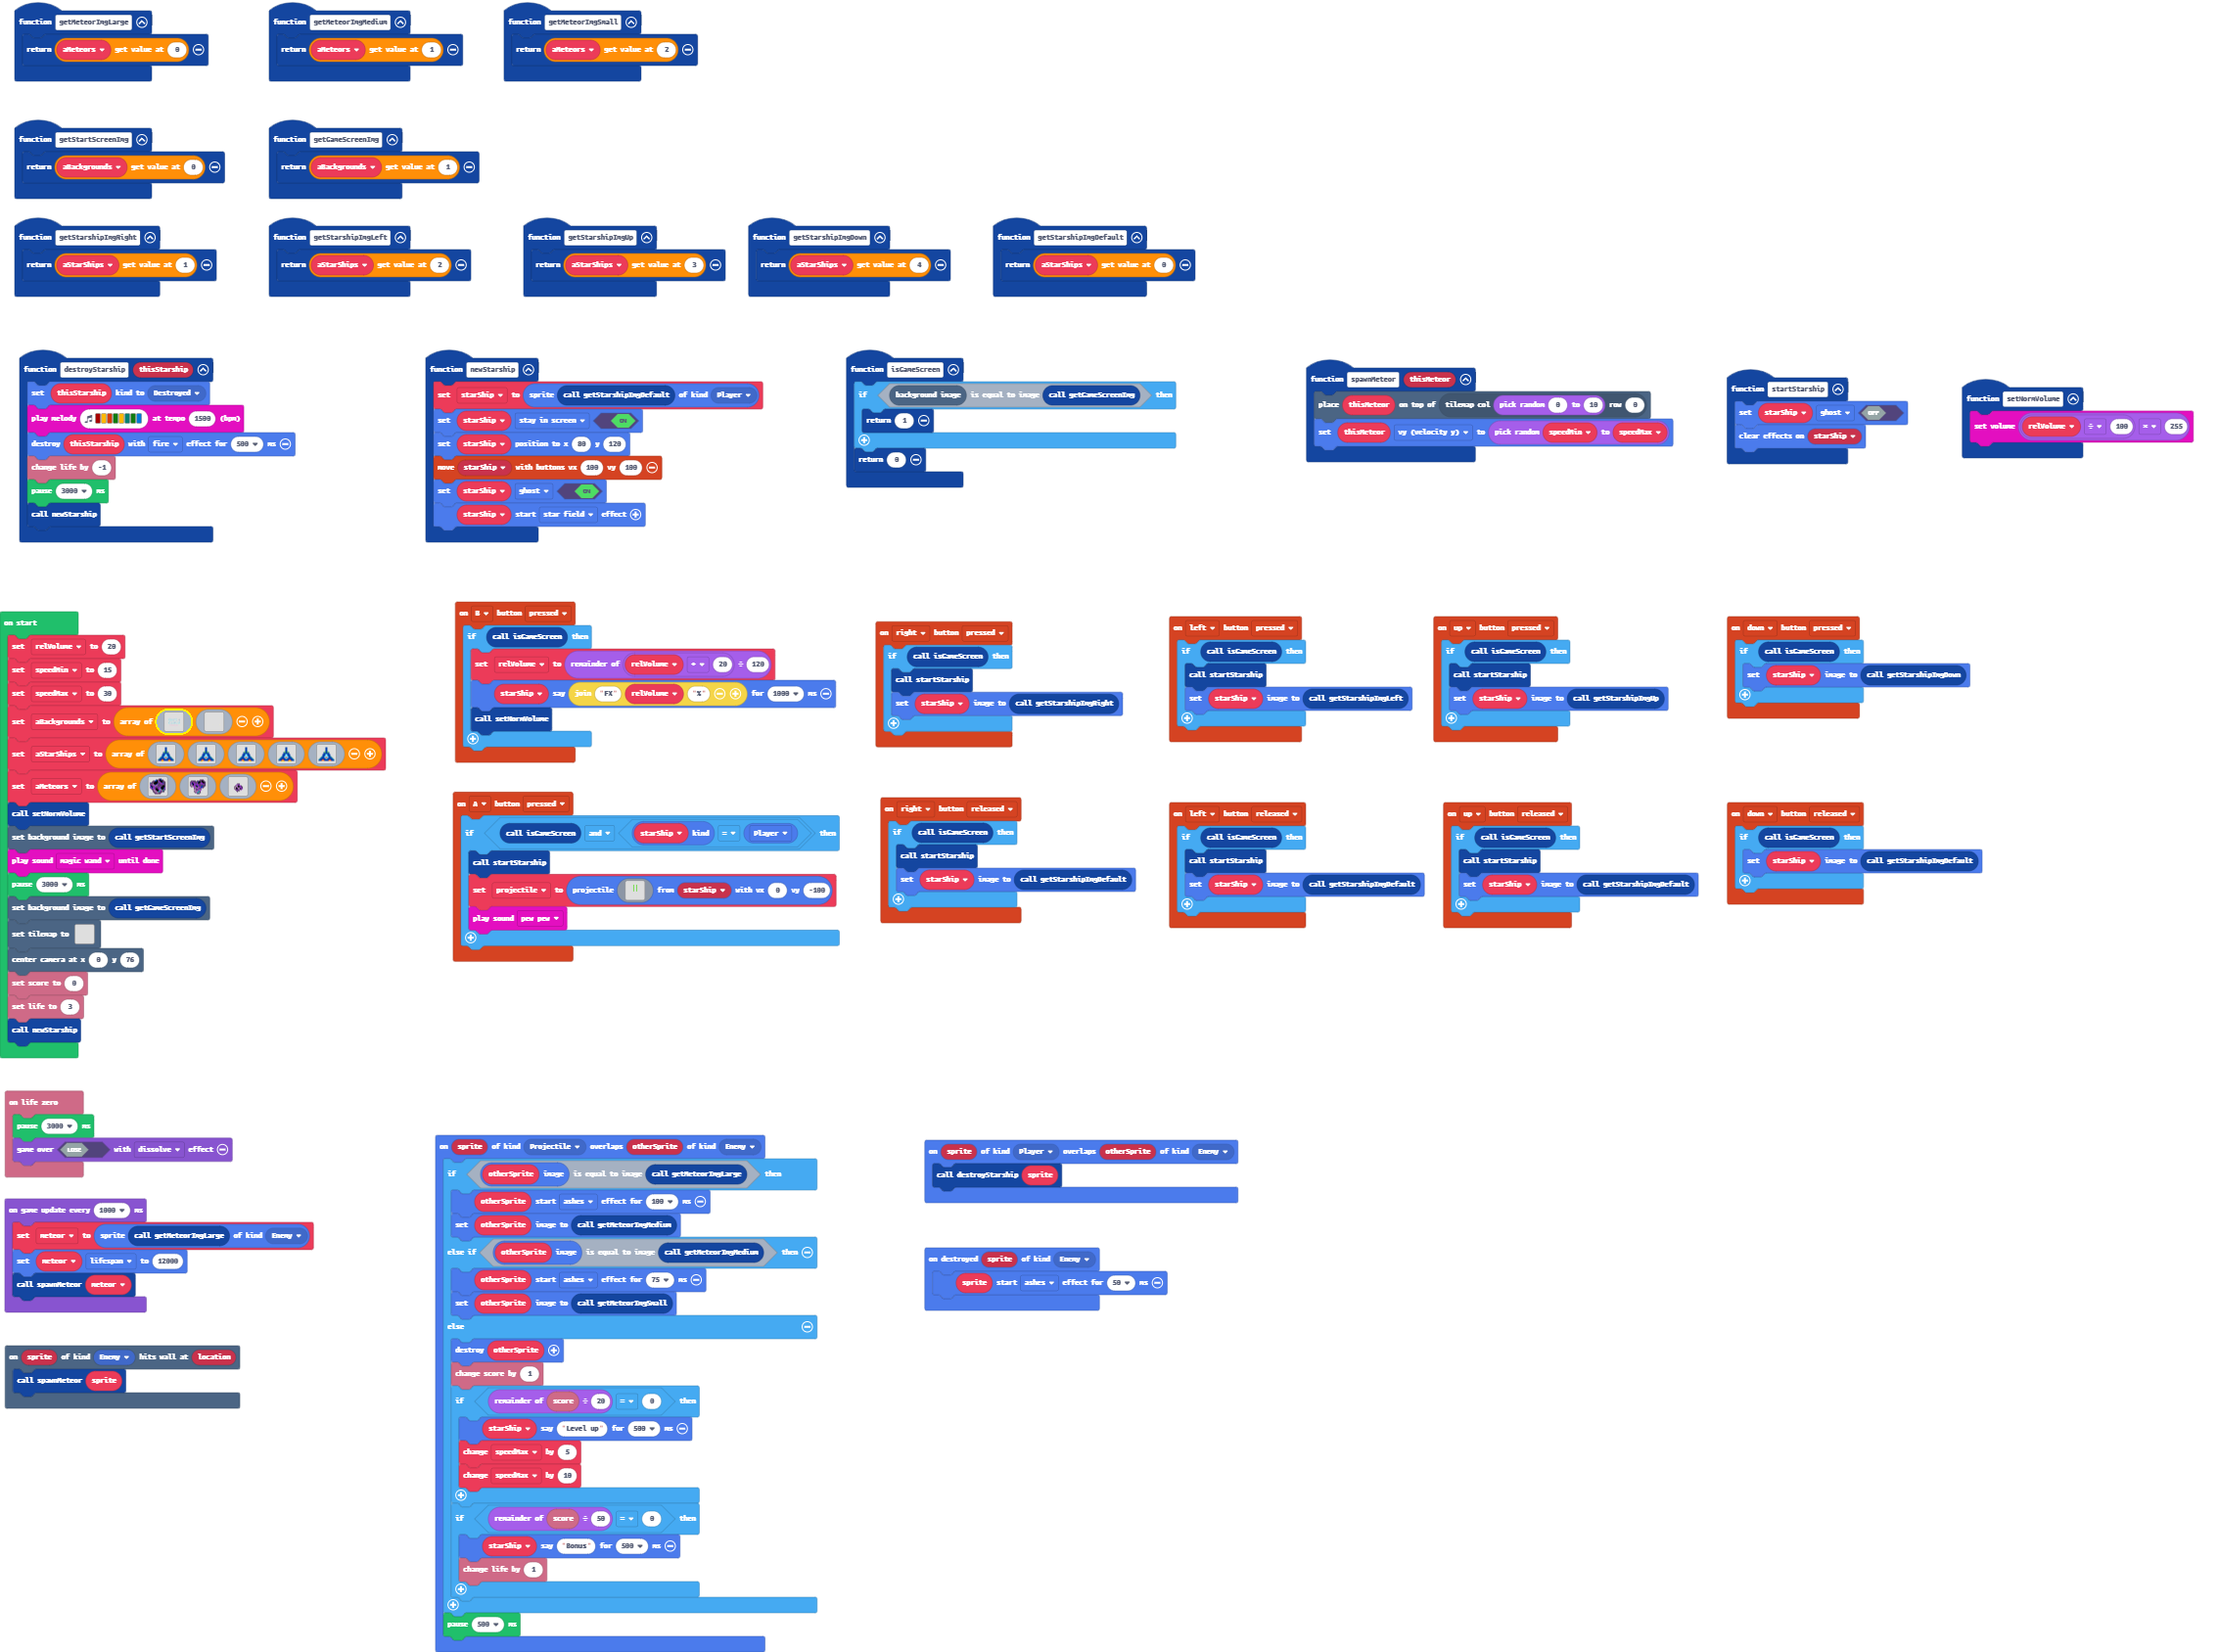 function getMeteorImgLarge
return aMeteors get value at 0
function getMeteorImgMedium
return aMeteors get value at 1
function getMeteorImgSmall
return aMeteors get value at 2
function getStartScreenImg
return aBackgrounds get value at 0
function getGameScreenImg
return aBackgrounds get value at 1
function getStarshipImgRight
return aStarShips get value at 1
function getStarshipImgLeft
return aStarShips get value at 2
function getStarshipImgUp
return aStarShips get value at 3
function getStarshipImgDown
return aStarShips get value at 4
function getStarshipImgDefault
return aStarShips get value at 0
function destroyStarship thisStarship
set thisStarship kind to Destroyed
play melody at tempo 1500 (bpm)
destroy thisStarship with fire effect for 500 ms
change life by -1
pause 3000 ms
call newStarship
function newStarship
set starShip to sprite call getStarshipImgDefault of kind Player
set starShip stay in screen ON
set starShip position to x 80 y 120
move starShip with buttons vx 100 vy 100
set starShip ghost ON
starShip start star field effect
function isGameScreen
if background image is equal to image call getGameScreenImg then
return 1
return 0
function spawnMeteor thisMeteor
place thisMeteor on top of tilemap col pick random 0 to 10 row 0
set thisMeteor vy (velocity y) to pick random speedMin to speedMax
function startStarship
set starShip ghost OFF
clear effects on starShip
function setNormVolume
set volume relVolume ÷ 100 × 255
on start
set relVolume to 20
set speedMin to 15
set speedMax to 30
set aBackgrounds to array of
set aStarShips to array of
set aMeteors to array of
call setNormVolume
set background image to call getStartScreenImg
play sound magic wand until done
pause 3000 ms
set background image to call getGameScreenImg
set tilemap to
center camera at x 0 y 76
set score to 0
set life to 3
call newStarship
on B button pressed
if call isGameScreen then
set relVolume to remainder of relVolume + 20 ÷ 120
starShip say join "FX" relVolume "%" for 1000 ms
call setNormVolume
on right button pressed
if call isGameScreen then
call startStarship
set starShip image to call getStarshipImgRight
on left button pressed
if call isGameScreen then
call startStarship
set starShip image to call getStarshipImgLeft
on up button pressed
if call isGameScreen then
call startStarship
set starShip image to call getStarshipImgUp
on down button pressed
if call isGameScreen then
set starShip image to call getStarshipImgDown
on A button pressed
if call isGameScreen and starShip kind = Player then
call startStarship
set projectile to projectile from starShip with vx 0 vy -100
play sound pew pew
on right button released
if call isGameScreen then
call startStarship
set starShip image to call getStarshipImgDefault
on left button released
if call isGameScreen then
call startStarship
set starShip image to call getStarshipImgDefault
on up button released
if call isGameScreen then
call startStarship
set starShip image to call getStarshipImgDefault
on down button released
if call isGameScreen then
set starShip image to call getStarshipImgDefault
on life zero
pause 3000 ms
game over LOSE with dissolve effect
on game update every 1000 ms
set meteor to sprite call getMeteorImgLarge of kind Enemy
set meteor lifespan to 12000
call spawnMeteor meteor
on sprite of kind Enemy hits wall at location
call spawnMeteor sprite
on sprite of kind Projectile overlaps otherSprite of kind Enemy
if otherSprite image is equal to image call getMeteorImgLarge then
otherSprite start ashes effect for 100 ms
set otherSprite image to call getMeteorImgMedium
else if otherSprite image is equal to image call getMeteorImgMedium then
otherSprite start ashes effect for 75 ms
set otherSprite image to call getMeteorImgSmall
else
destroy otherSprite
change score by 1
if remainder of score ÷ 20 = 0 then
starShip say "Level up" for 500 ms
change speedMax by 5
change speedMax by 10
if remainder of score ÷ 50 = 0 then
starShip say "Bonus" for 500 ms
change life by 1
pause 500 ms
on sprite of kind Player overlaps otherSprite of kind Enemy
call destroyStarship sprite
on destroyed sprite of kind Enemy
sprite start ashes effect for 50 ms